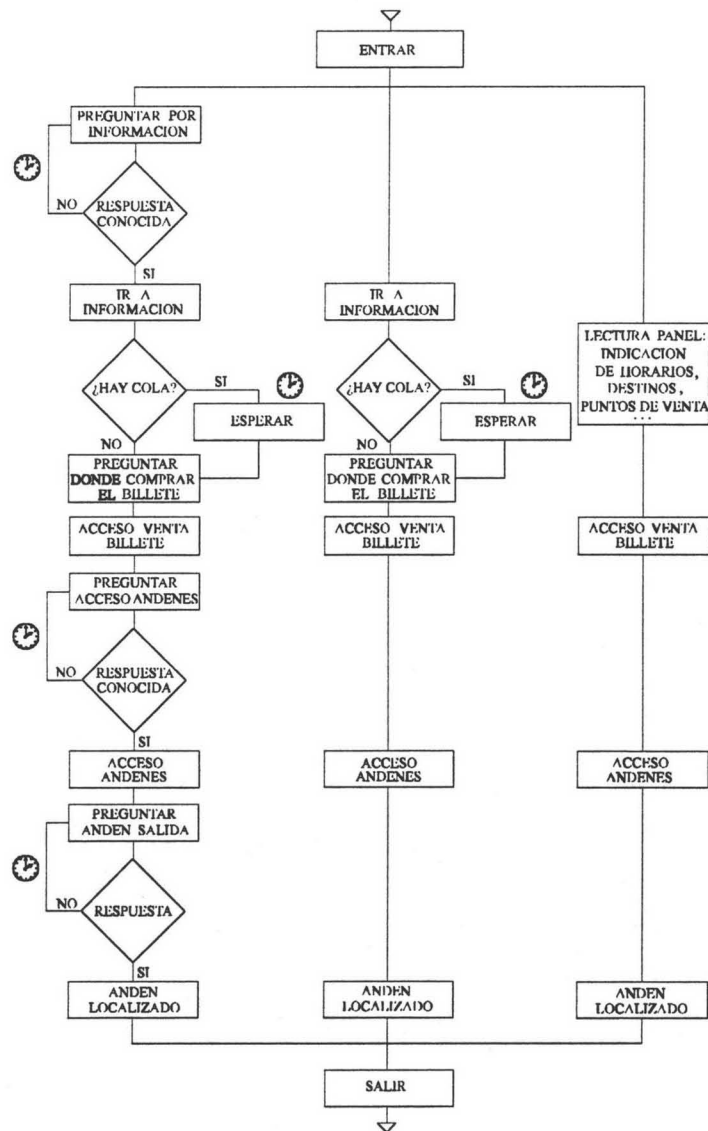 ENTRAR
PREGUNTAR POR
INFORMACION
NO
RESPUESTA
CONOCIDA
SI
IR A
INFORMACION
¿HAY COLA?
SI
ESPERAR
NO
PREGUNTAR
DONDE COMPRAR
EL BILLETE
ACCESO VENTA
BILLETE
PREGUNTAR
ACCESO ANDENES
NO
RESPUESTA
CONOCIDA
SI
ACCESO
ANDENES
PREGUNTAR
ANDEN SALIDA
NO
RESPUESTA
SI
ANDEN
LOCALIZADO
IR A
INFORMACION
¿HAY COLA?
SI
ESPERAR
NO
PREGUNTAR
DONDE COMPRAR
EL BILLETE
ACCESO VENTA
BILLETE
ACCESO
ANDENES
ANDEN
LOCALIZADO
LECTURA PANEL:
INDICACION
DE HORARIOS,
DESTINOS,
PUNTOS DE VENTA
...
ACCESO VENTA
BILLETE
ACCESO
ANDENES
ANDEN
LOCALIZADO
SALIR